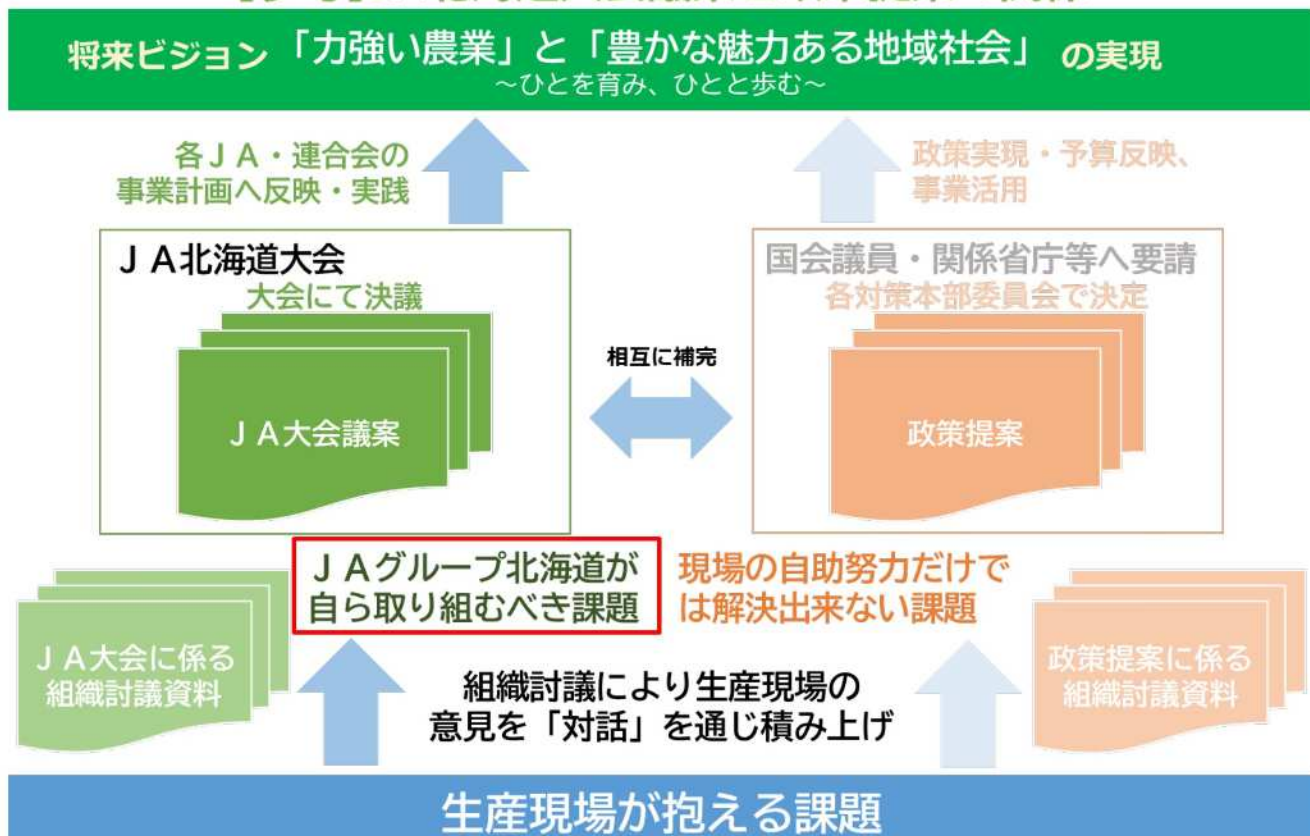 将来ビジョン 「力強い農業」と「豊かな魅力ある地域社会」 の実現
~ひとを育み、ひとと歩む~
各ＪＡ・連合会の
事業計画へ反映・実践
政策実現・予算反映、
事業活用
ＪＡ北海道大会
大会にて決議
ＪＡ大会議案
相互に補完
国会議員・関係省庁等へ要請
各対策本部委員会で決定
政策提案
ＪＡグループ北海道が
自ら取り組むべき課題
現場の自助努力だけで
は解決出来ない課題
ＪＡ大会に係る
組織討議資料
組織討議により生産現場の
意見を「対話」を通じ積み上げ
政策提案に係る
組織討議資料
生産現場が抱える課題